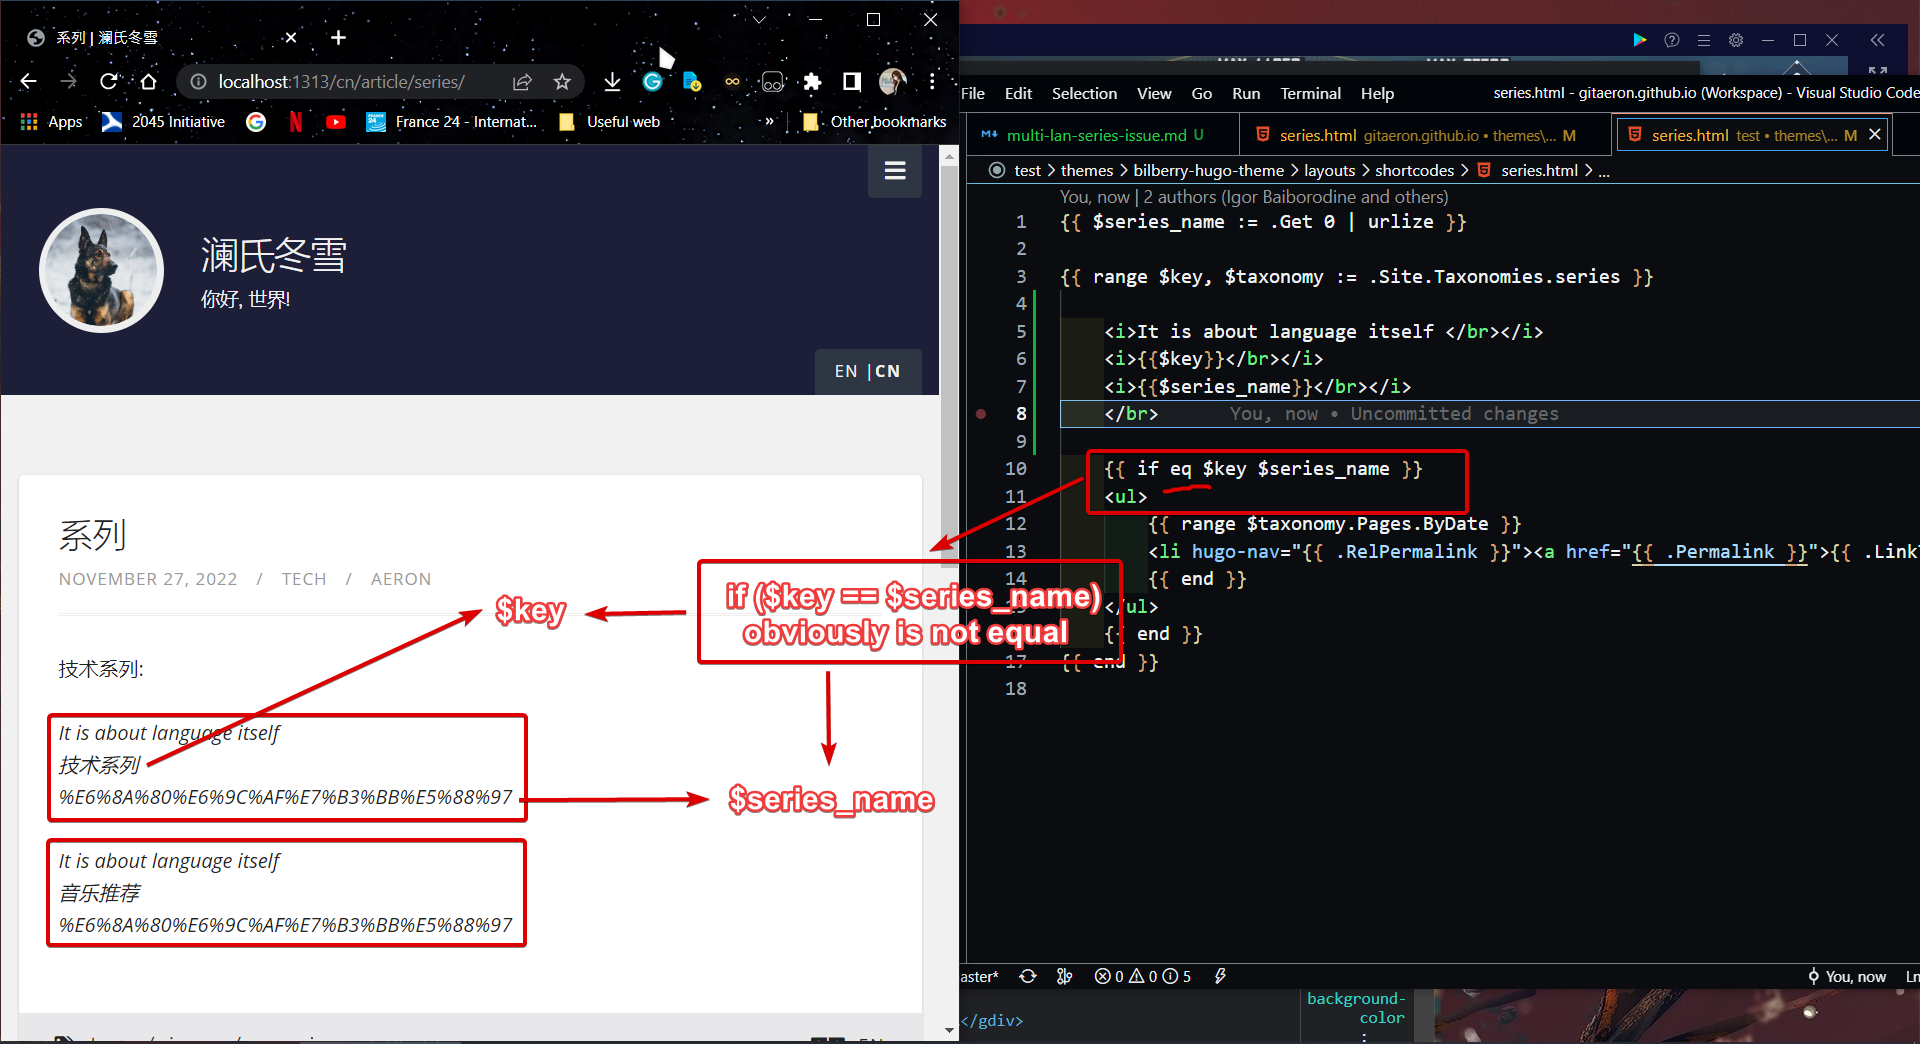 系列 | 澜氏冬雪
localhost:1313/cn/article/series/
Apps
2045 Initiative
France 24 - Internat...
Useful web
»
Other bookmarks
澜氏冬雪
你好, 世界!
EN |CN
系列
NOVEMBER 27, 2022 / TECH / AERON
技术系列:
It is about language itself
技术系列
%E6%8A%80%E6%9C%AF%E7%B3%BB%E5%88%97
It is about language itself
音乐推荐
%E6%8A%80%E6%9C%AF%E7%B3%BB%E5%88%97
$key
if ($key == $series_name)
obviously is not equal
$series_name
File Edit Selection View Go Run Terminal Help
series.html - gitaeron.github.io (Workspace) - Visual Studio Code
multi-lan-series-issue.md U
series.html gitaeron.github.io • themes\... M
series.html test • themes\... M
test > themes > bilberry-hugo-theme > layouts > shortcodes > series.html > ...
You, now | 2 authors (Igor Baiborodine and others)
1 {{ $series_name := .Get 0 | urlize }}
2
3 {{ range $key, $taxonomy := .Site.Taxonomies.series }}
4
5 <i>It is about language itself </br></i>
6 <i>{{$key}}</br></i>
7 <i>{{$series_name}}</br></i>
8 </br> You, now • Uncommitted changes
9
10 {{ if eq $key $series_name }}
11 <ul>
12 {{ range $taxonomy.Pages.ByDate }}
13 <li hugo-nav="{{ .RelPermalink }}"><a href="{{ .Permalink }}">{{ .Link
14 {{ end }}
</ul>
{{ end }}
17 {{ end }}
18
aster*
0 0 5
You, now
Ln
</gdiv>
background-
color
: